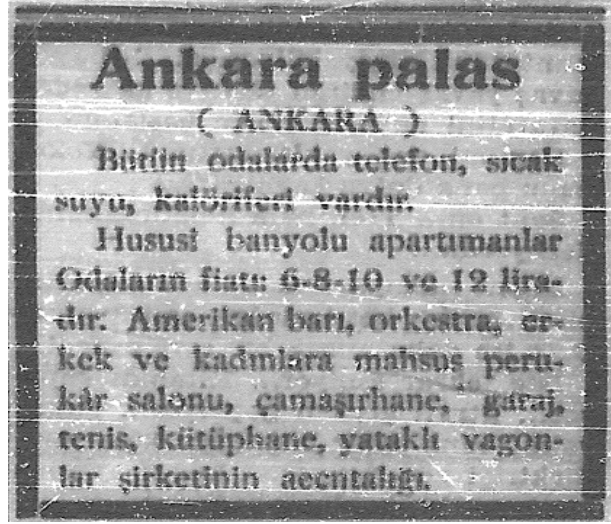 Ankara palas
( ANKARA )
Bütün odalarda telefon, sıcak
suyu, kalöriferi vardır.
Hususî banyolu apartımanlar
Odaların fiatı: 6-8-10 ve 12 lira-
dır. Amerikan barı, orkestra, er-
kek ve kadınlara mahsus peru-
kâr salonu, çamaşırhane, garaj,
tenis, kütüphane, yataklı vagon-
lar şirketinin acentalığı.